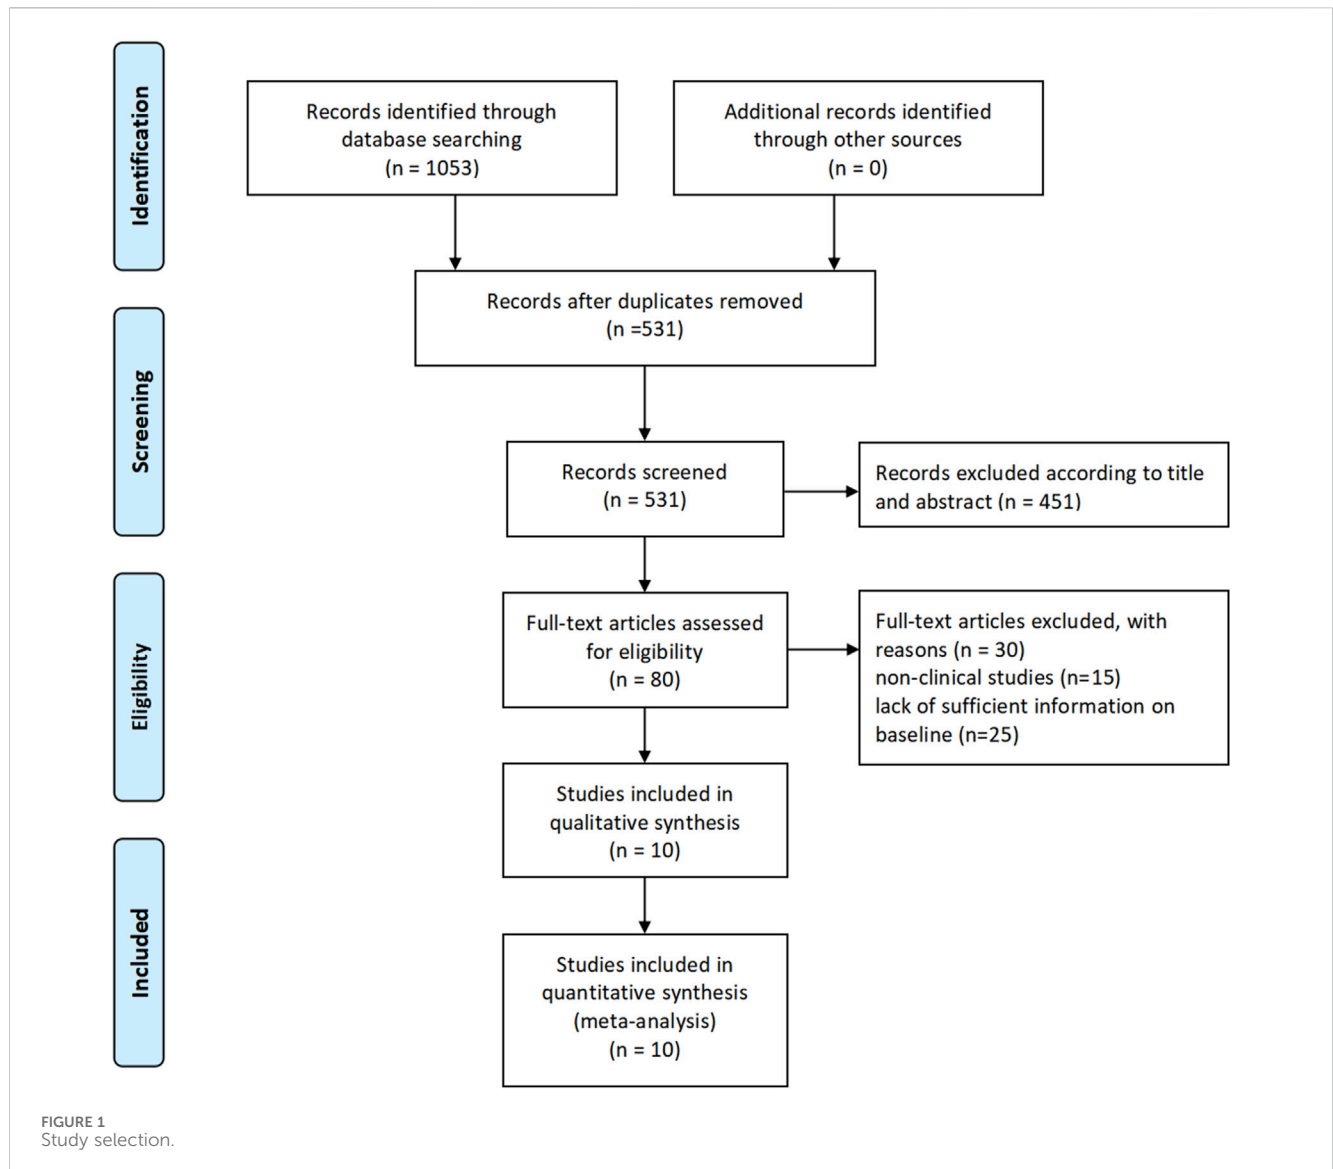 Identification
Records identified through
database searching
(n = 1053)
Additional records identified
through other sources
(n = 0)
Records after duplicates removed
(n =531)
Screening
Records screened
(n = 531)
Records excluded according to title
and abstract (n = 451)
Eligibility
Full-text articles assessed
for eligibility
(n = 80)
Full-text articles excluded, with
reasons (n = 30)
non-clinical studies (n=15)
lack of sufficient information on
baseline (n=25)
Studies included in
qualitative synthesis
(n = 10)
Included
Studies included in
quantitative synthesis
(meta-analysis)
(n = 10)
FIGURE 1
Study selection.